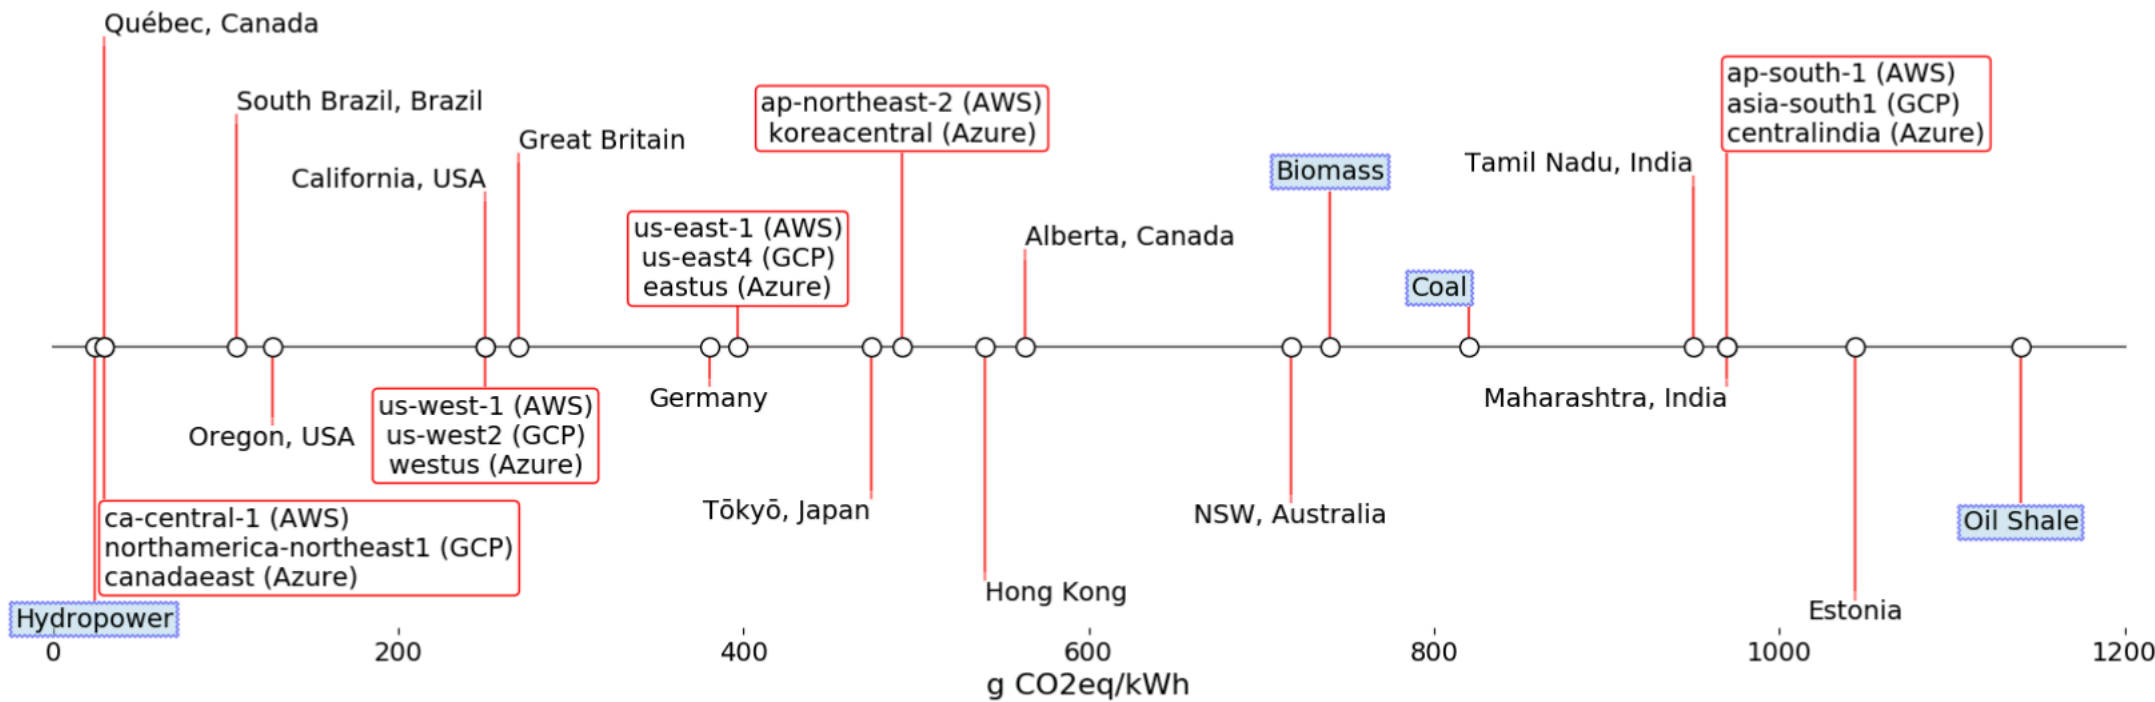 Québec, Canada
South Brazil, Brazil
California, USA
Great Britain
us-east-1 (AWS)
us-east4 (GCP)
eastus (Azure)
ap-northeast-2 (AWS)
koreacentral (Azure)
Alberta, Canada
Biomass
Coal
Tamil Nadu, India
ap-south-1 (AWS)
asia-south1 (GCP)
centralindia (Azure)
Oregon, USA
us-west-1 (AWS)
us-west2 (GCP)
westus (Azure)
Germany
Tōkyō, Japan
Hong Kong
NSW, Australia
Maharashtra, India
Estonia
Oil Shale
ca-central-1 (AWS)
northamerica-northeast1 (GCP)
canadaeast (Azure)
Hydropower
0 200 400 600 800 1000 1200
g CO2eq/kWh